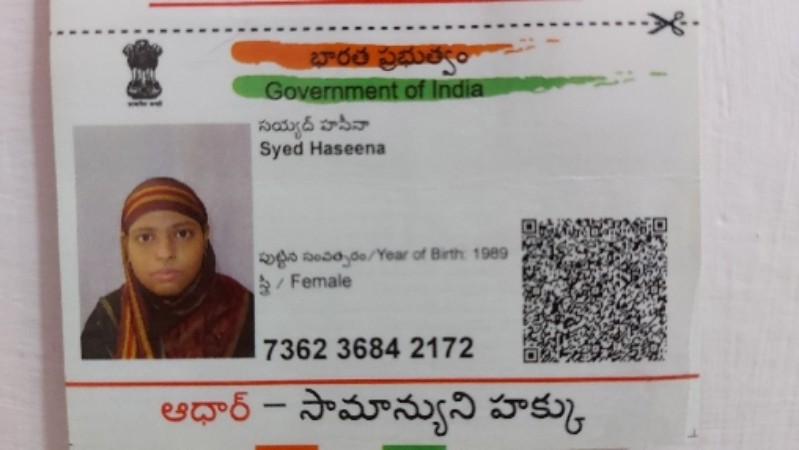 భారత ప్రభుత్వం
Government of India
సయ్యద్ హసీనా
Syed Haseena
పుట్టిన సంవత్సరం/Year of Birth: 1989
స్త్రీ / Female
7362 3684 2172
ఆధార్ – సామాన్యుని హక్కు